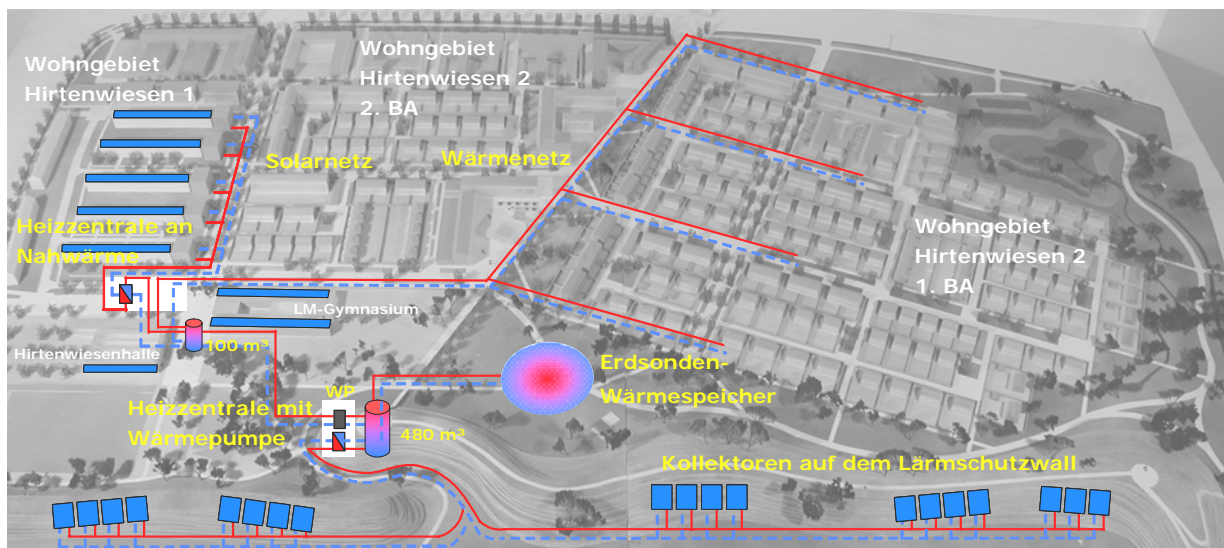 Wohngebiet
Hirtenwiesen 1
Wohngebiet
Hirtenwiesen 2
2. BA
Solarnetz
Wärmenetz
Heizzentrale an
Nahwärme
Wohngebiet
Hirtenwiesen 2
1. BA
LM-Gymnasium
Hirtenwiesenhalle
100 m³
Erdsonden-
Wärmespeicher
WP
Heizzentrale mit
Wärmepumpe
480 m³
Kollektoren auf dem Lärmschutzwall